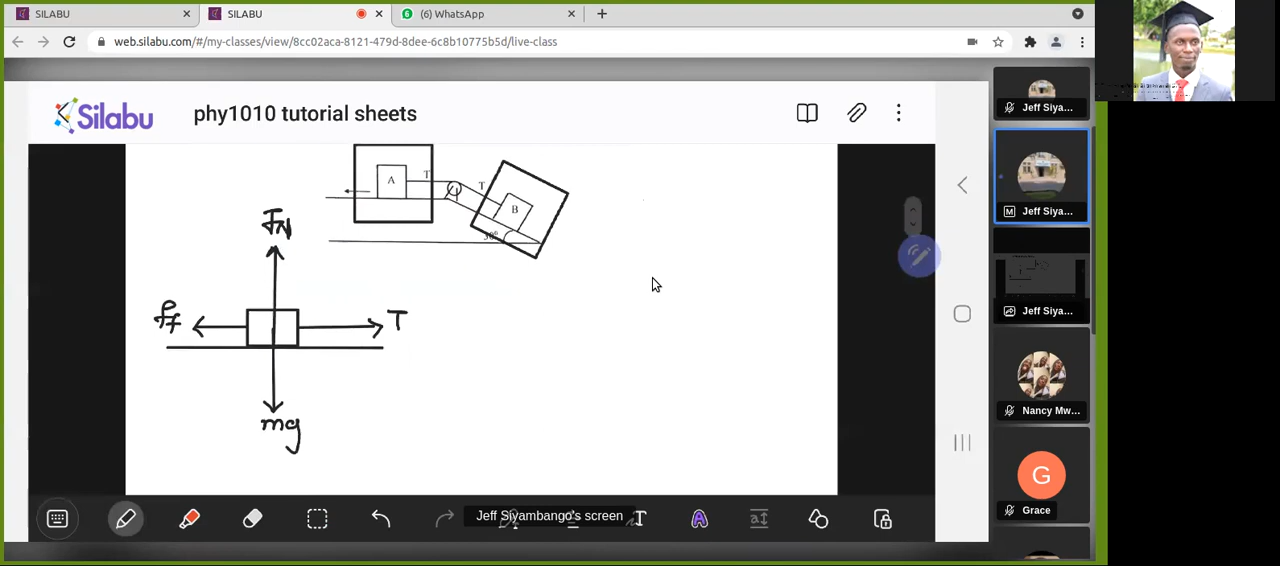 SILABU
SILABU
(6) WhatsApp
web.silabu.com/#/my-classes/view/8cc02aca-8121-479d-8dee-6c8b10775b5d/live-class
Silabu
phy1010 tutorial sheets
A
T
T
B
30°
FN
Ff
T
mg
Jeff Siyambango's screen
T
A
Jeff Siya...
M Jeff Siya...
Jeff Siya...
Nancy Mw...
G
Grace